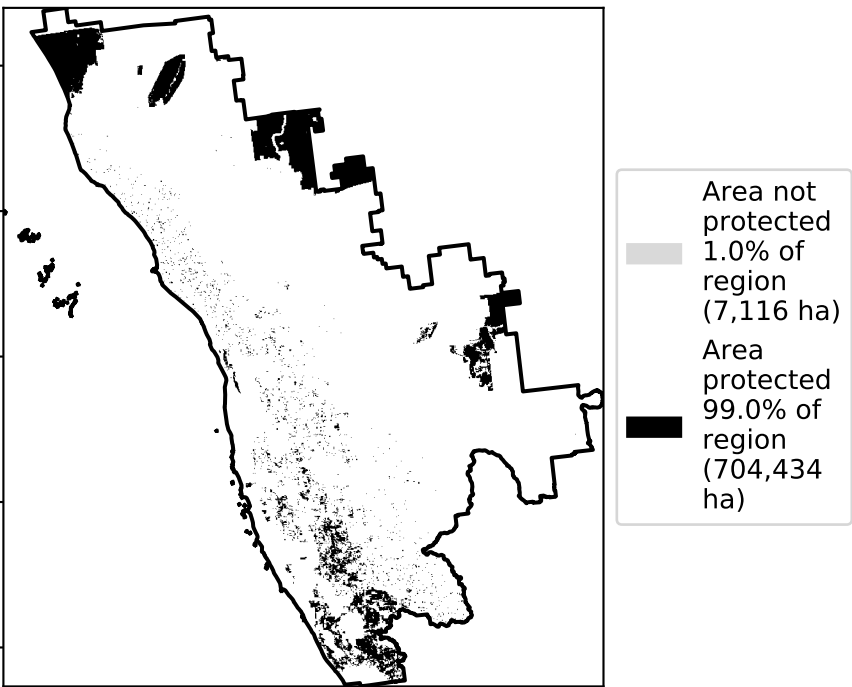 Area not
protected
1.0% of
region
(7,116 ha)
Area
protected
99.0% of
region
(704,434
ha)